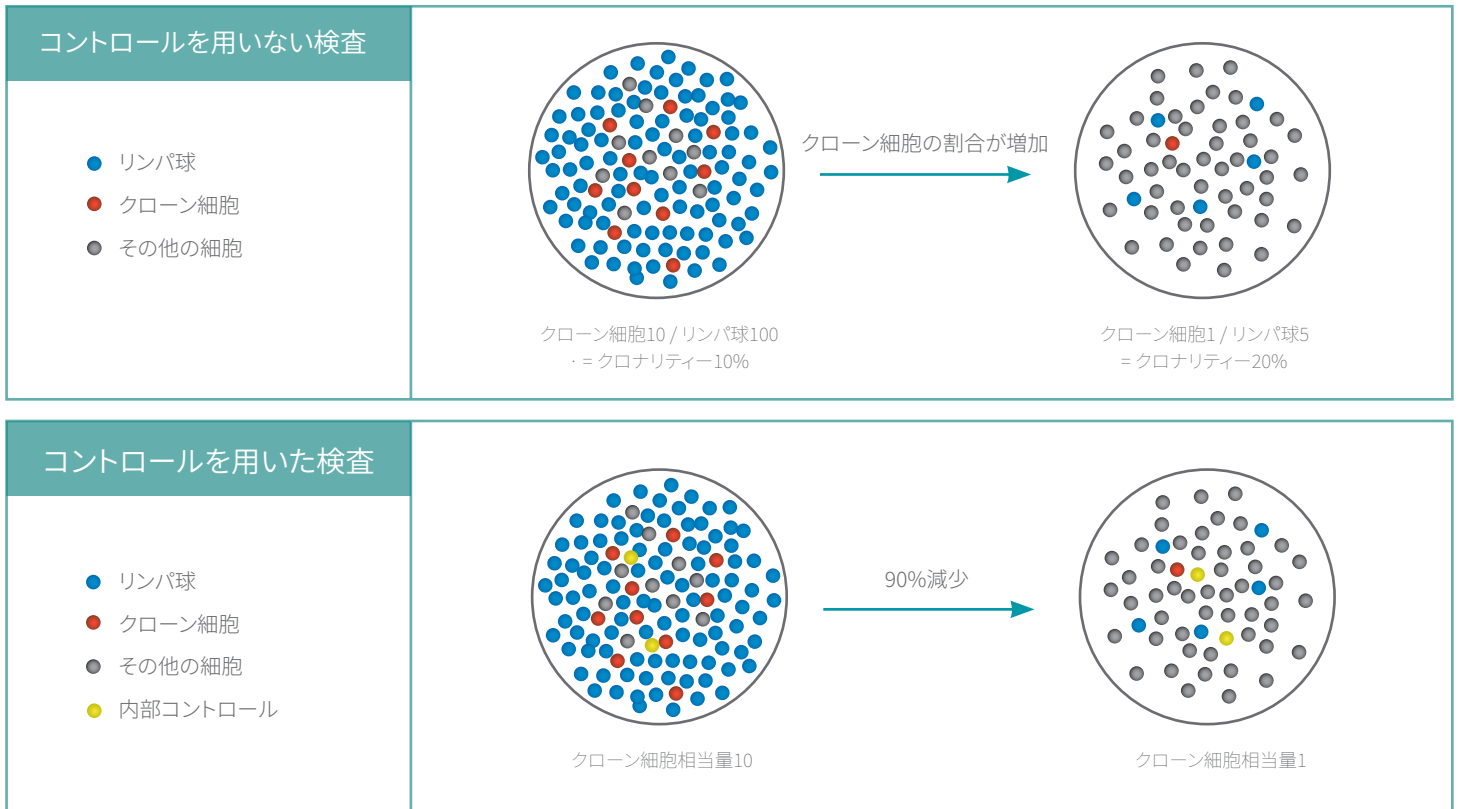 コントロールを用いない検査
リンパ球
クローン細胞
その他の細胞
クローン細胞の割合が増加
クローン細胞10 / リンパ球100
· = クロナリティー10%
クローン細胞1 / リンパ球5
= クロナリティー20%
コントロールを用いた検査
リンパ球
クローン細胞
その他の細胞
内部コントロール
90%減少
クローン細胞相当量10
クローン細胞相当量1